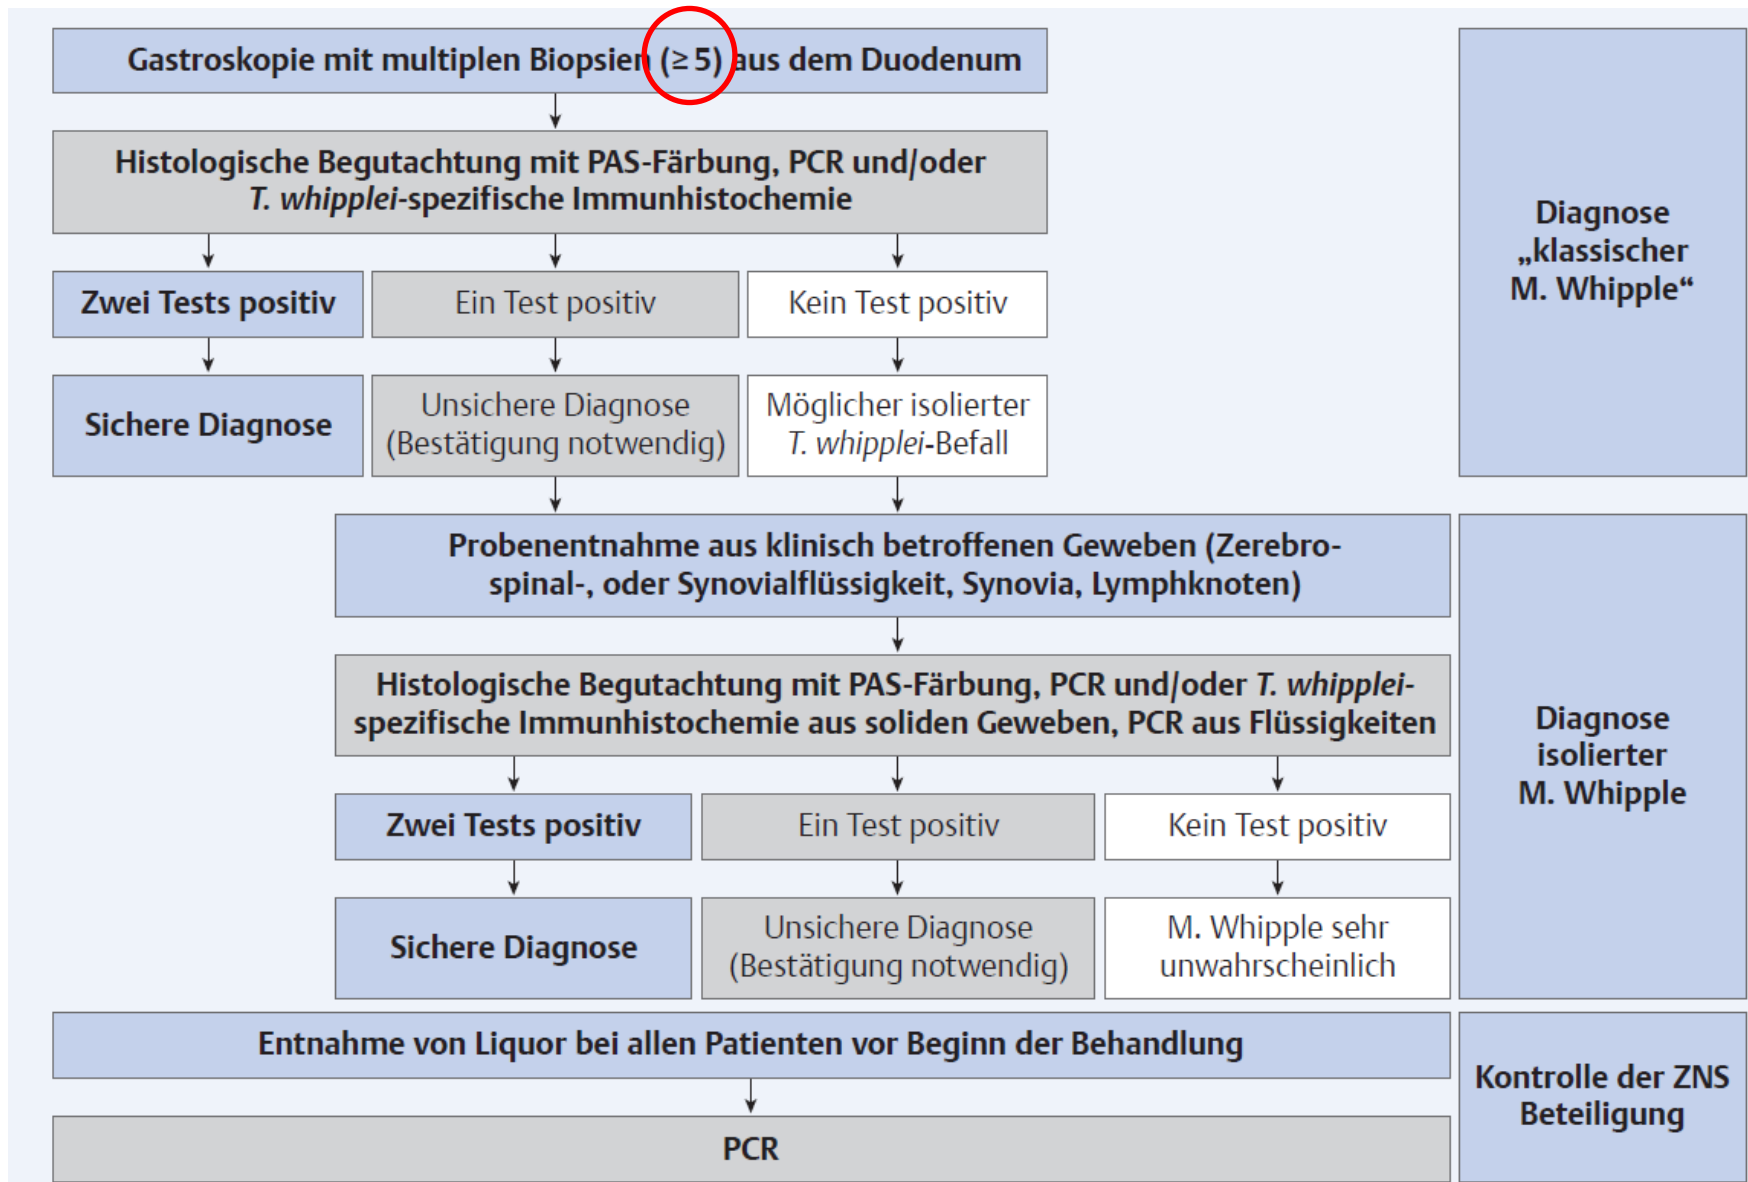 Gastroskopie mit multiplen Biopsien (≥ 5) aus dem Duodenum
Histologische Begutachtung mit PAS-Färbung, PCR und/oder
T. whipplei-spezifische Immunhistochemie
Zwei Tests positiv
Ein Test positiv
Kein Test positiv
Sichere Diagnose
Unsichere Diagnose
(Bestätigung notwendig)
Möglicher isolierter
T. whipplei-Befall
Diagnose
„klassischer
M. Whipple“
Probenentnahme aus klinisch betroffenen Geweben (Zerebro-
spinal-, oder Synovialflüssigkeit, Synovia, Lymphknoten)
Histologische Begutachtung mit PAS-Färbung, PCR und/oder T. whipplei-
spezifische Immunhistochemie aus soliden Geweben, PCR aus Flüssigkeiten
Zwei Tests positiv
Ein Test positiv
Kein Test positiv
Sichere Diagnose
Unsichere Diagnose
(Bestätigung notwendig)
M. Whipple sehr
unwahrscheinlich
Diagnose
isolierter
M. Whipple
Entnahme von Liquor bei allen Patienten vor Beginn der Behandlung
PCR
Kontrolle der ZNS
Beteiligung